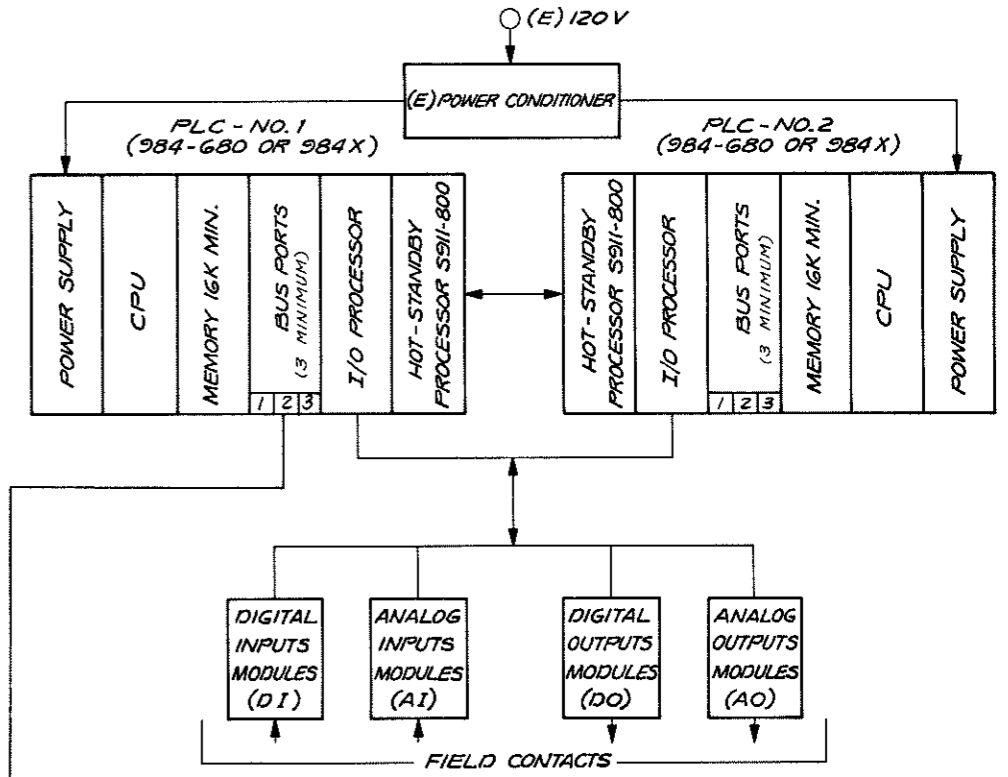 (E) 120 V
(E) POWER CONDITIONER
PLC - NO. 1
(984-680 OR 984X)
PLC - NO. 2
(984-680 OR 984X)
POWER SUPPLY
CPU
MEMORY 16K MIN.
BUS PORTS
(3 MINIMUM)
1 2 3
I/O PROCESSOR
HOT-STANDBY
PROCESSOR S911-800
HOT-STANDBY
PROCESSOR S911-800
I/O PROCESSOR
BUS PORTS
(3 MINIMUM)
1 2 3
MEMORY 16K MIN.
CPU
POWER SUPPLY
DIGITAL
INPUTS
MODULES
(DI)
ANALOG
INPUTS
MODULES
(AI)
DIGITAL
OUTPUTS
MODULES
(DO)
ANALOG
OUTPUTS
MODULES
(AO)
FIELD CONTACTS